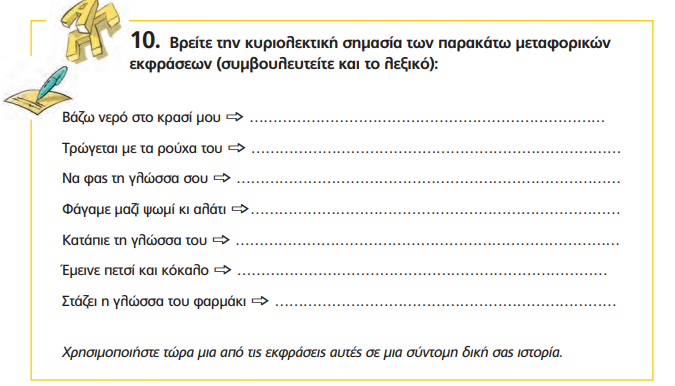 10. Βρείτε την κυριολεκτική σημασία των παρακάτω μεταφορικών
εκφράσεων (συμβουλευτείτε και το λεξικό):
Βάζω νερό στο κρασί μου ⇨ ............................................................................
Τρώγεται με τα ρούχα του ⇨ ...............................................................................
Να φας τη γλώσσα σου ⇨ ..................................................................................
Φάγαμε μαζί ψωμί κι αλάτι ⇨...............................................................................
Κατάπιε τη γλώσσα του ⇨ ..................................................................................
Έμεινε πετσί και κόκαλο ⇨ ...............................................................................
Στάζει η γλώσσα του φαρμάκι ⇨ .........................................................................
Χρησιμοποιήστε τώρα μια από τις εκφράσεις αυτές σε μια σύντομη δική σας ιστορία.